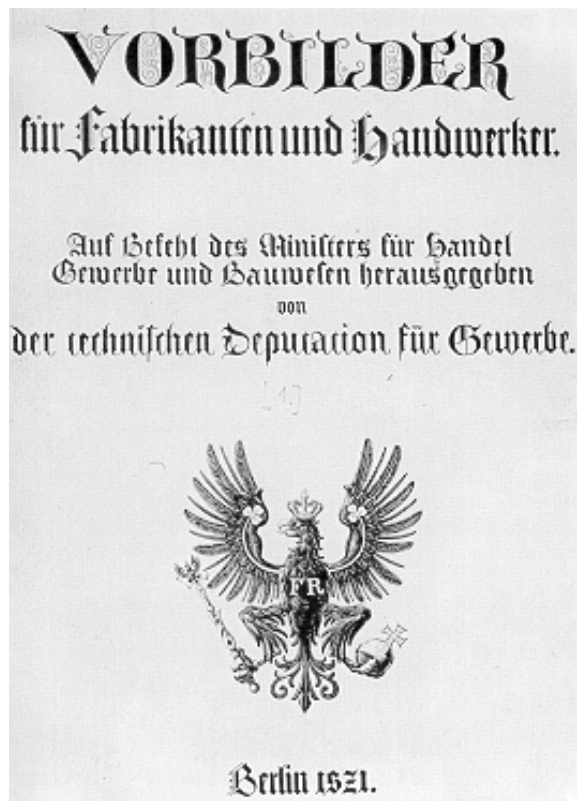 VORBILDER
für Fabrikanten und Handwerker.
Auf Befehl des Miniſters für Handel
Gewerbe und Bauweſen herausgegeben
von
der techniſchen Deputation für Gewerbe.
[1.]
FR
Berlin 1821.